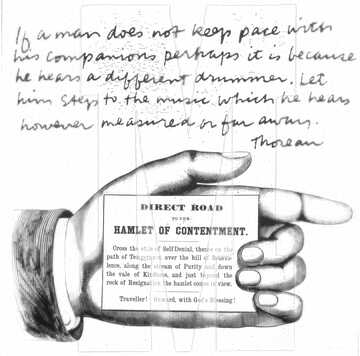 If a man does not keep pace with
his companions perhaps it is because
he hears a different drummer. Let
him step to the music which he hears
however measured or far away.
Thoreau
DIRECT ROAD
TO THE
HAMLET OF CONTENTMENT.
Cross the stile of Self Denial, thence on the
path of Temperance over the hill of
lence, along the stream of Purity and down
the vale of Kindness, and just beyond the
rock of Resignation the hamlet comes in view.
Traveller! Onward, with God's Blessing!